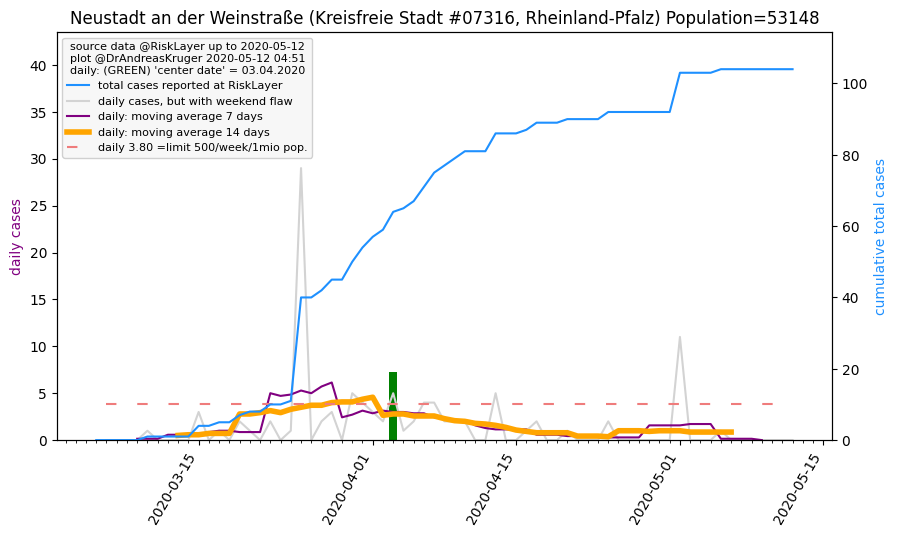 Neustadt an der Weinstraße (Kreisfreie Stadt #07316, Rheinland-Pfalz) Population=53148
source data @RiskLayer up to 2020-05-12
plot @DrAndreasKruger 2020-05-12 04:51
daily: (GREEN) 'center date' = 03.04.2020
total cases reported at RiskLayer
daily cases, but with weekend flaw
daily: moving average 7 days
daily: moving average 14 days
daily 3.80 =limit 500/week/1mio pop.
daily cases
40
35
30
25
20
15
10
5
0
cumulative total cases
100
80
60
40
20
0
2020-03-15
2020-04-01
2020-04-15
2020-05-01
2020-05-15